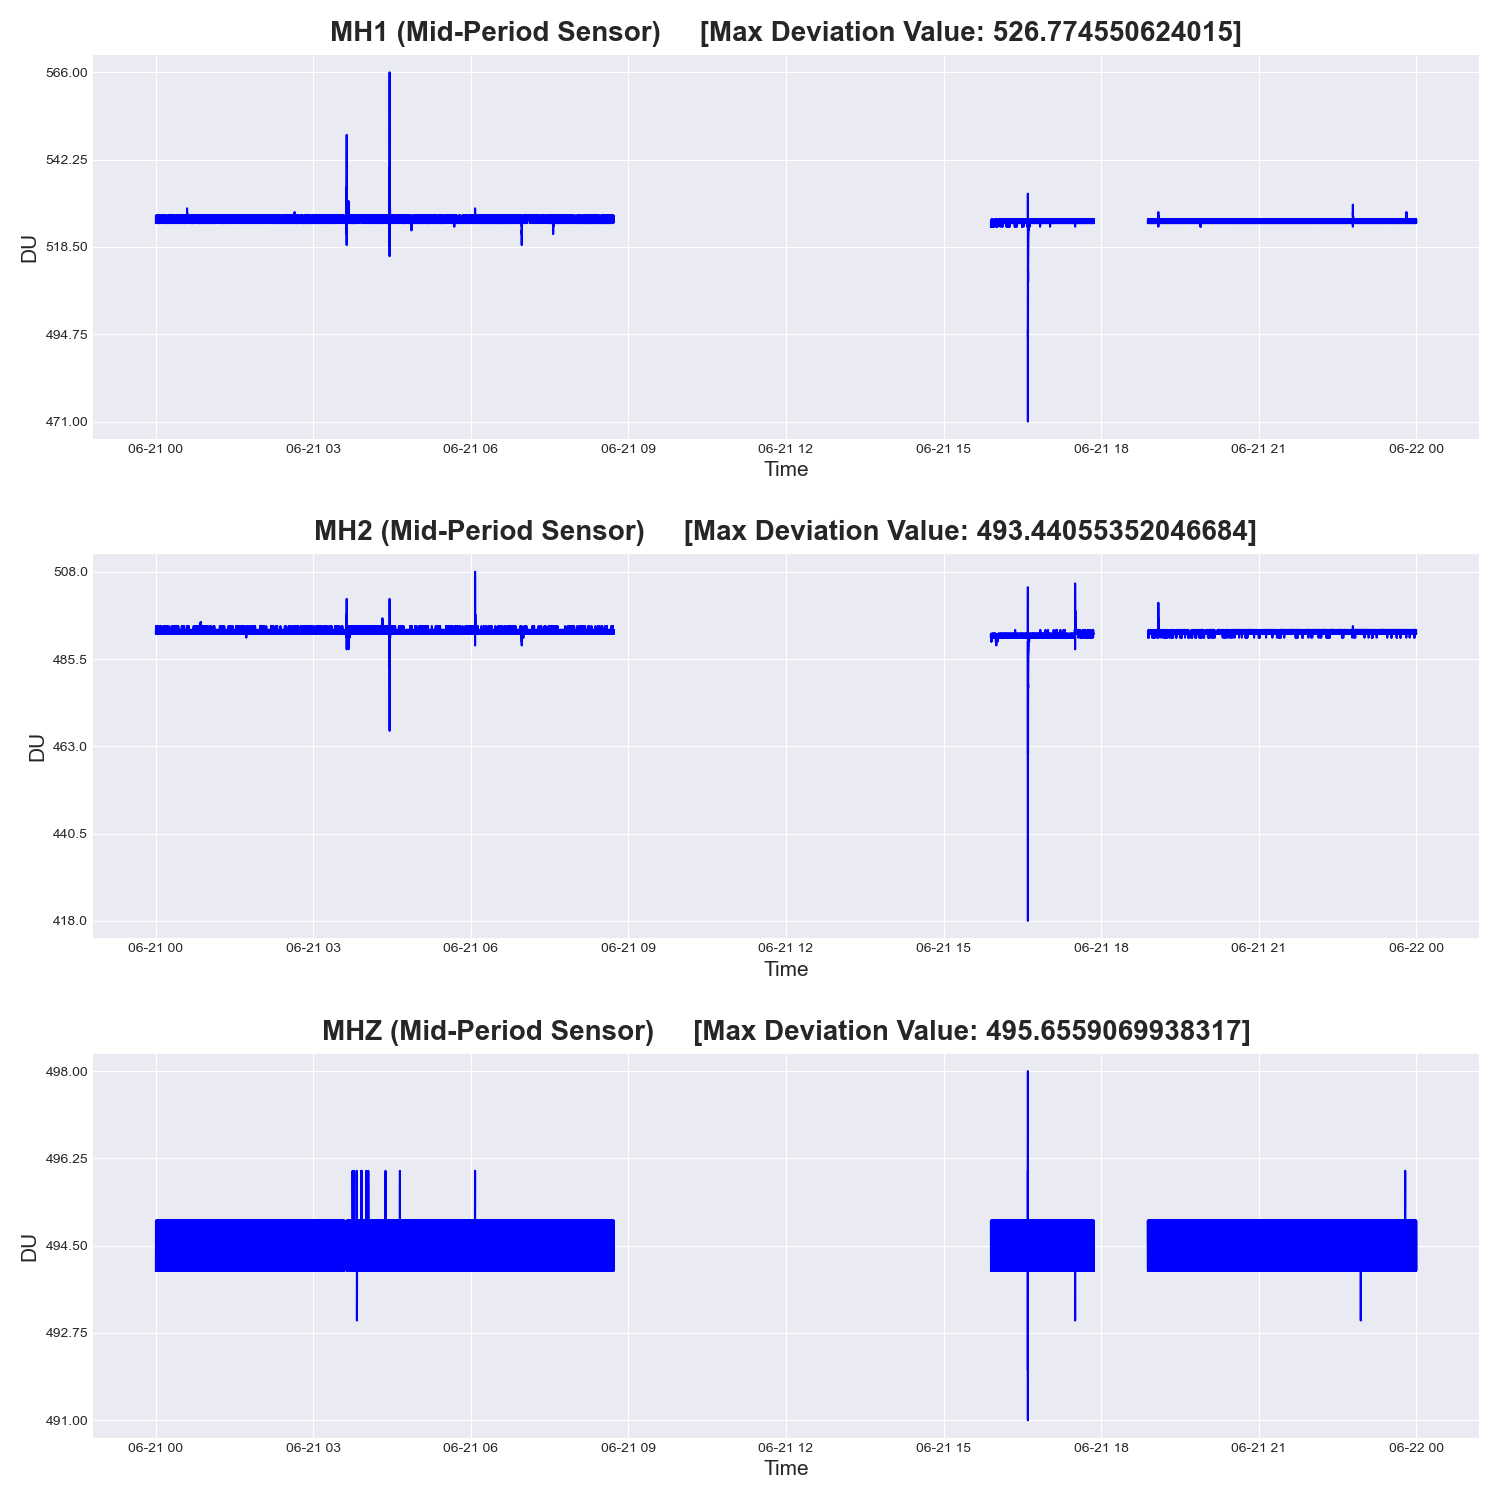 MH1 (Mid-Period Sensor) [Max Deviation Value: 526.774550624015]
566.00
542.25
518.50
494.75
471.00
DU
06-21 00 06-21 03 06-21 06 06-21 09 06-21 12 06-21 15 06-21 18 06-21 21 06-22 00
Time
MH2 (Mid-Period Sensor) [Max Deviation Value: 493.44055352046684]
508.0
485.5
463.0
440.5
418.0
DU
06-21 00 06-21 03 06-21 06 06-21 09 06-21 12 06-21 15 06-21 18 06-21 21 06-22 00
Time
MHZ (Mid-Period Sensor) [Max Deviation Value: 495.6559069938317]
498.00
496.25
494.50
492.75
491.00
DU
06-21 00 06-21 03 06-21 06 06-21 09 06-21 12 06-21 15 06-21 18 06-21 21 06-22 00
Time